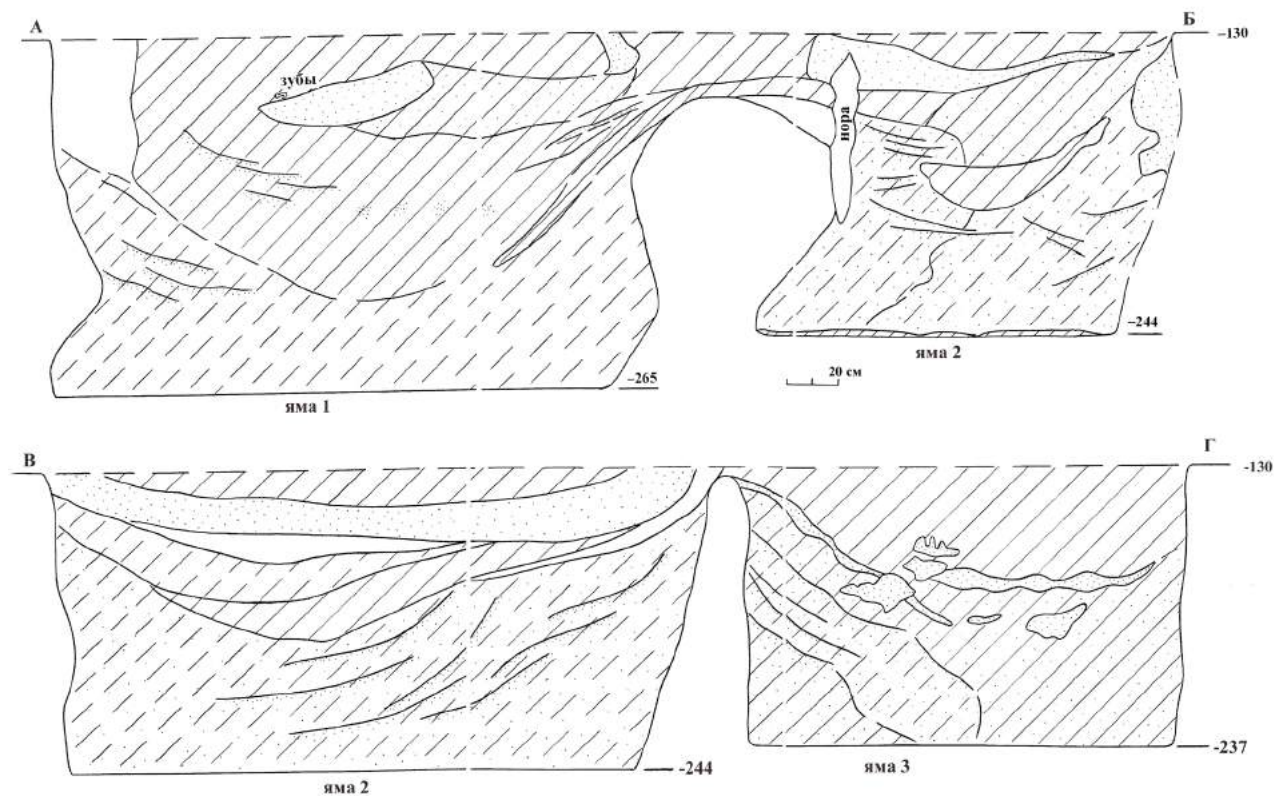 А
Б
–130
зубы
нора
–244
яма 2
–265
20 см
яма 1
В
Г
-130
-237
-244
яма 2
яма 3